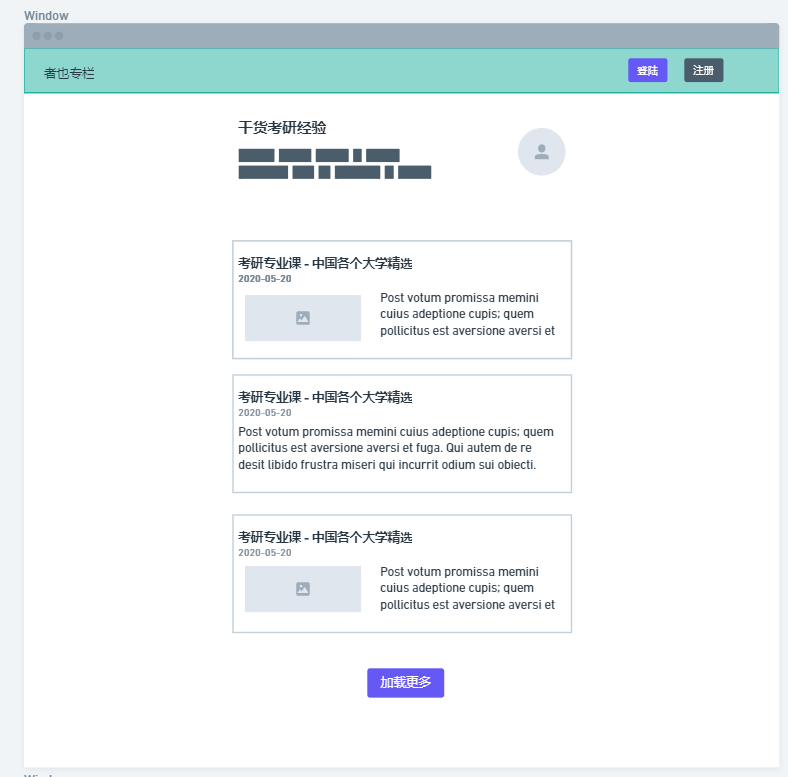 Window
者也专栏
登陆
注册
干货考研经验
考研专业课 - 中国各个大学精选
2020-05-20
Post votum promissa memini
cuius adeptione cupis; quem
pollicitus est aversione aversi et
考研专业课 - 中国各个大学精选
2020-05-20
Post votum promissa memini cuius adeptione cupis; quem
pollicitus est aversione aversi et fuga. Qui autem de re
desit libido frustra miseri qui incurrit odium sui obiecti.
考研专业课 - 中国各个大学精选
2020-05-20
Post votum promissa memini
cuius adeptione cupis; quem
pollicitus est aversione aversi et
加载更多